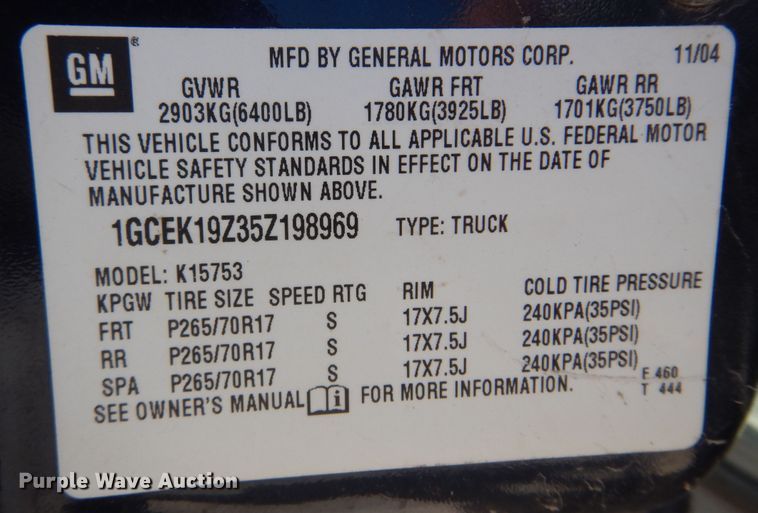 GM ®
MFD BY GENERAL MOTORS CORP. 11/04
GVWR GAWR FRT GAWR RR
2903KG(6400LB) 1780KG(3925LB) 1701KG(3750LB)
THIS VEHICLE CONFORMS TO ALL APPLICABLE U.S. FEDERAL MOTOR
VEHICLE SAFETY STANDARDS IN EFFECT ON THE DATE OF
MANUFACTURE SHOWN ABOVE.
1GCEK19Z35Z198969 TYPE: TRUCK
MODEL: K15753
KPGW TIRE SIZE SPEED RTG RIM COLD TIRE PRESSURE
FRT P265/70R17 S 17X7.5J 240KPA(35PSI)
RR P265/70R17 S 17X7.5J 240KPA(35PSI)
SPA P265/70R17 S 17X7.5J 240KPA(35PSI)
SEE OWNER'S MANUAL i FOR MORE INFORMATION.
E 460
T 444
Purple Wave Auction